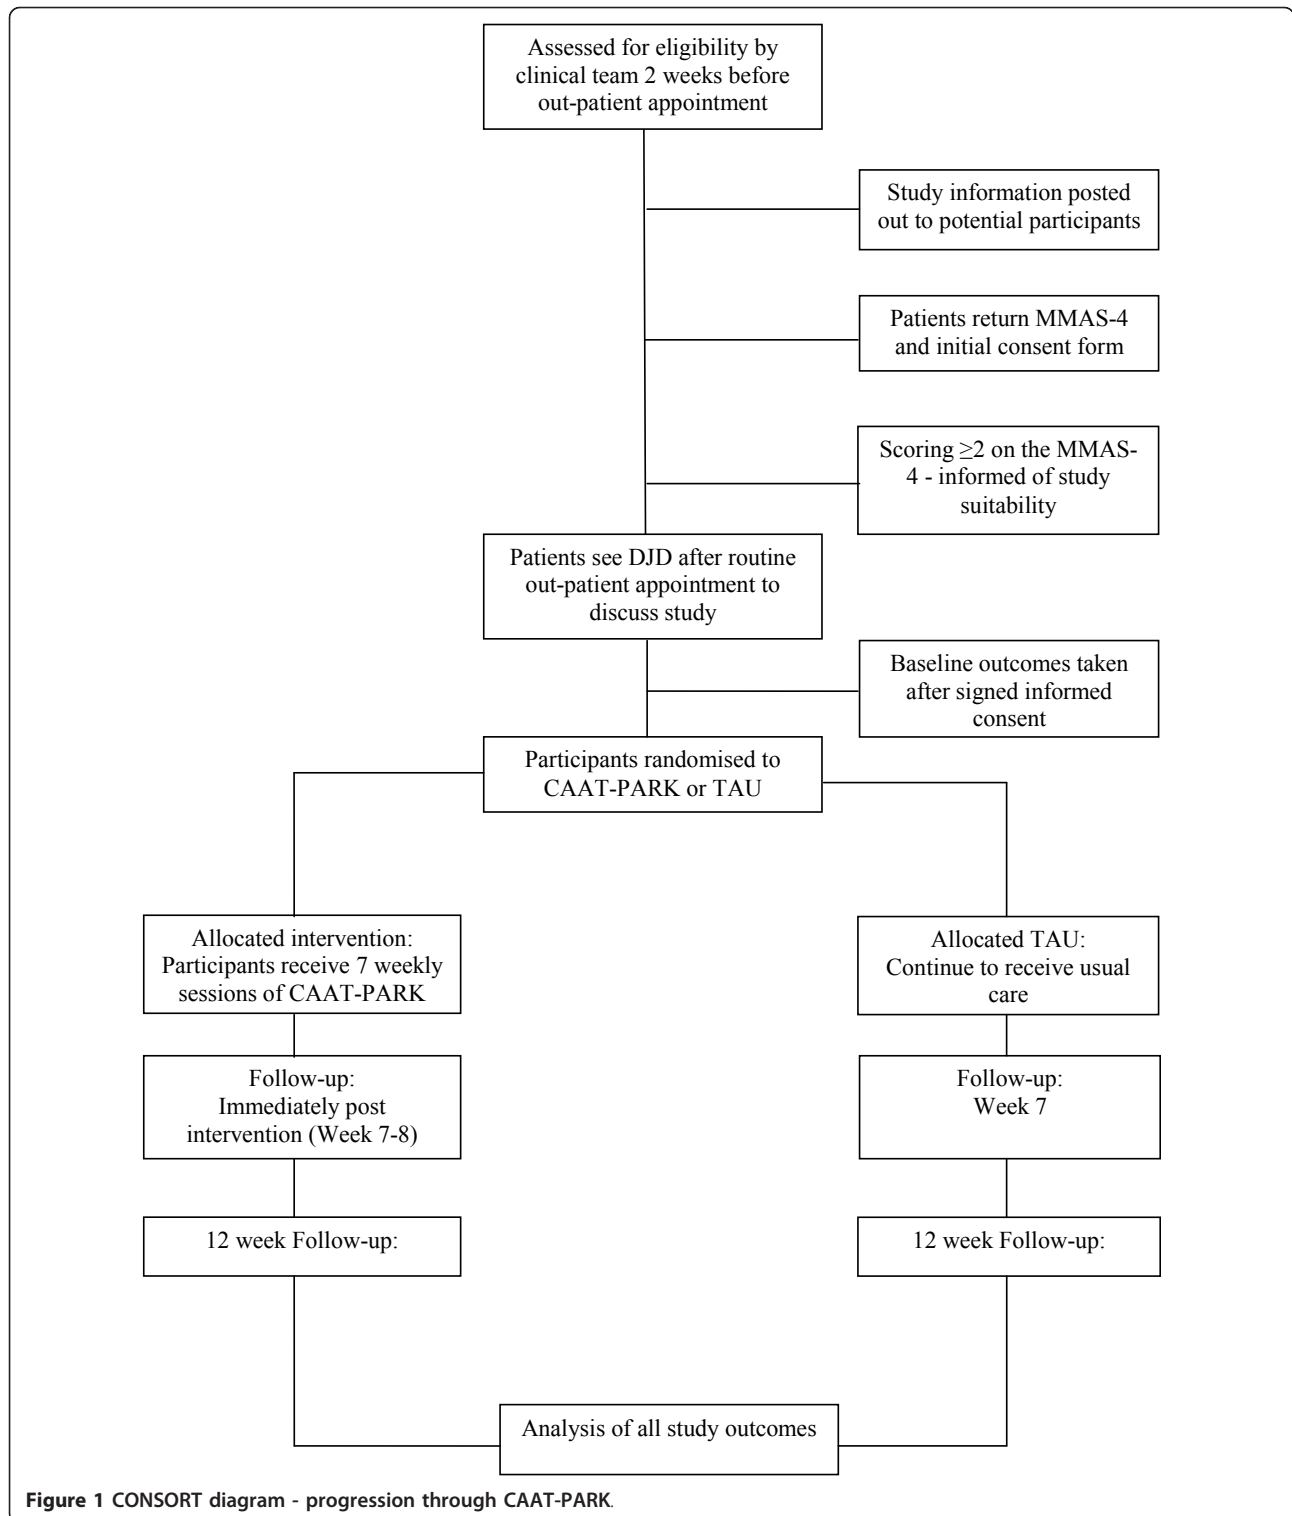 Assessed for eligibility by
clinical team 2 weeks before
out-patient appointment
Study information posted
out to potential participants
Patients return MMAS-4
and initial consent form
Scoring ≥2 on the MMAS-
4 - informed of study
suitability
Patients see DJD after routine
out-patient appointment to
discuss study
Baseline outcomes taken
after signed informed
consent
Participants randomised to
CAAT-PARK or TAU
Allocated intervention:
Participants receive 7 weekly
sessions of CAAT-PARK
Allocated TAU:
Continue to receive usual
care
Follow-up:
Immediately post
intervention (Week 7-8)
Follow-up:
Week 7
12 week Follow-up:
12 week Follow-up:
Analysis of all study outcomes
Figure 1 CONSORT diagram - progression through CAAT-PARK.